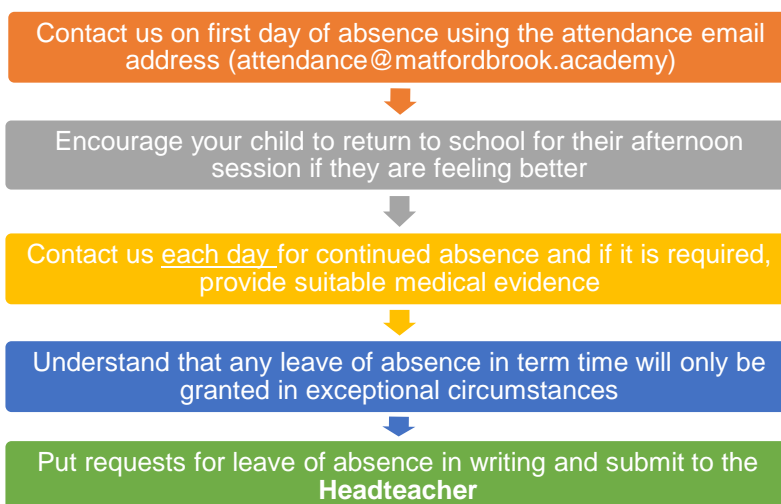 Contact us on first day of absence using the attendance email
address (attendance@matfordbrook.academy)
Encourage your child to return to school for their afternoon
session if they are feeling better
Contact us each day for continued absence and if it is required,
provide suitable medical evidence
Understand that any leave of absence in term time will only be
granted in exceptional circumstances
Put requests for leave of absence in writing and submit to the
Headteacher